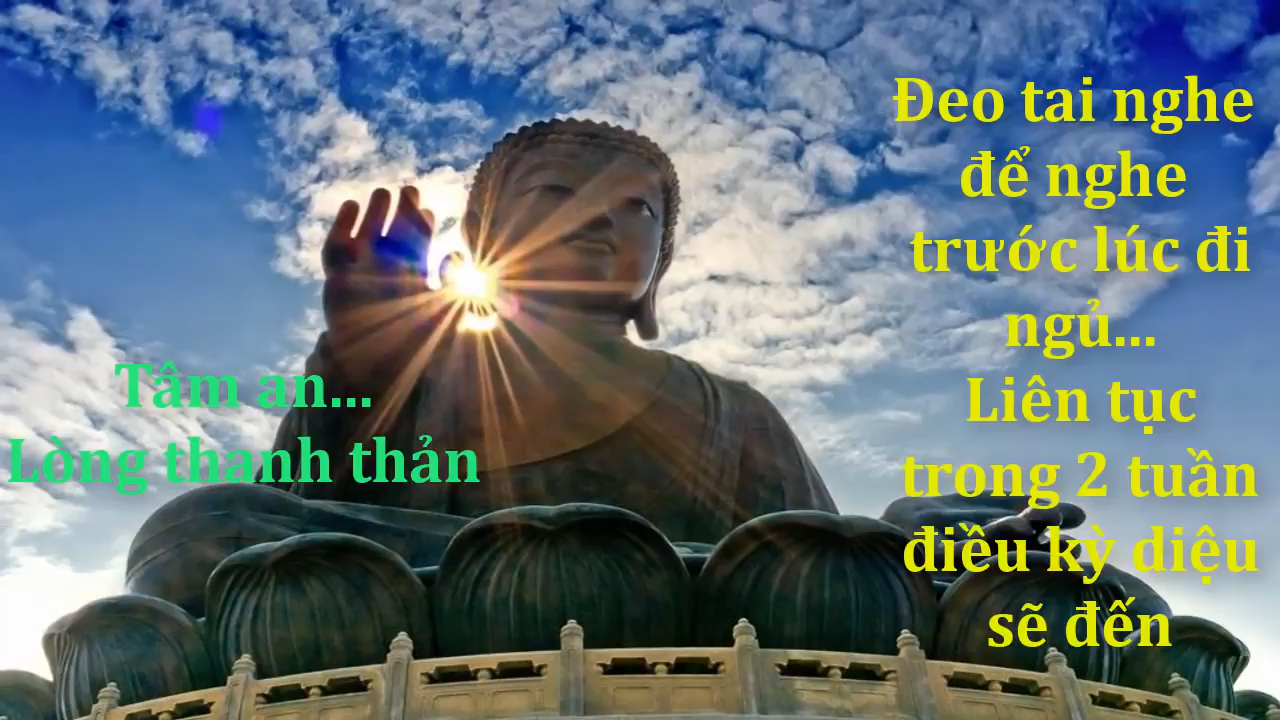 Tâm an...
Lòng thanh thản
Đeo tai nghe
để nghe
trước lúc đi
ngủ...
Liên tục
trong 2 tuần
điều kỳ diệu
sẽ đến